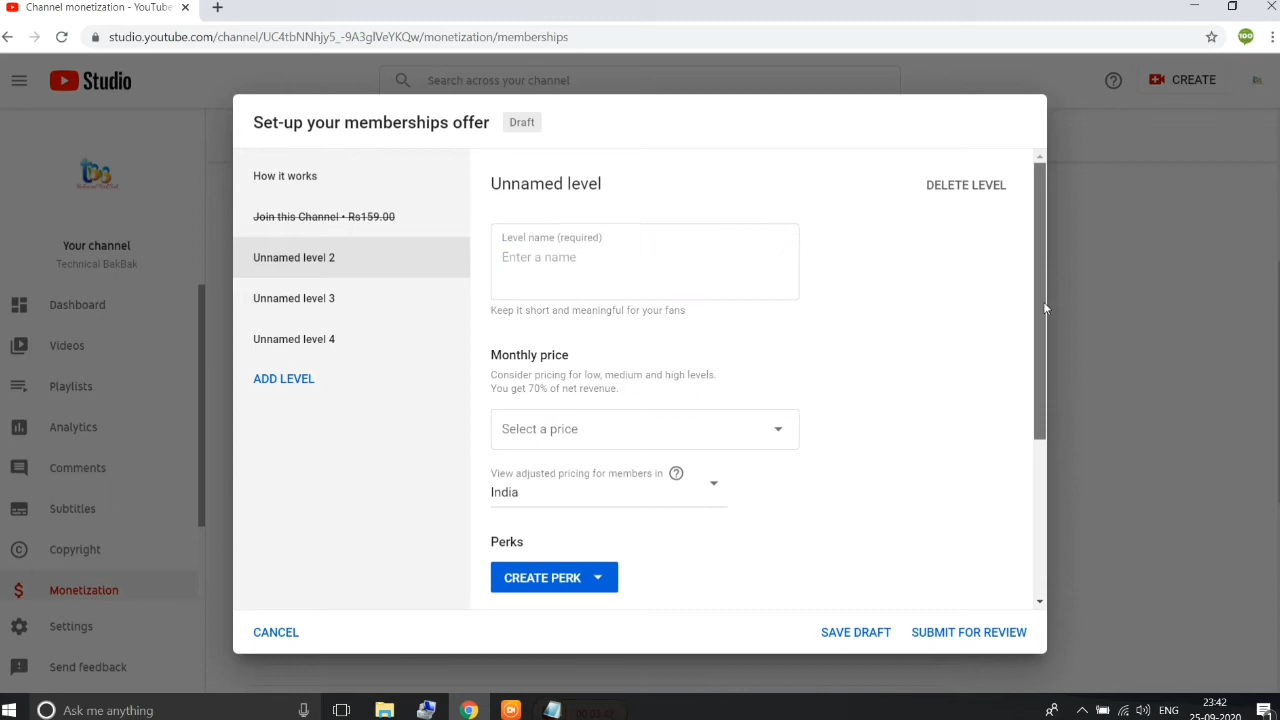 Channel monetization - YouTube
studio.youtube.com/channel/UC4tbNNhjy5_-9A3glVeYKQw/monetization/memberships
100
Studio
Search across your channel
CREATE
Set-up your memberships offer
Draft
How it works
Join this Channel • Rs159.00
Unnamed level 2
Unnamed level 3
Unnamed level 4
ADD LEVEL
Unnamed level
DELETE LEVEL
Level name (required)
Enter a name
Keep it short and meaningful for your fans
Monthly price
Consider pricing for low, medium and high levels.
You get 70% of net revenue.
Select a price
View adjusted pricing for members in
India
Perks
CREATE PERK
CANCEL
SAVE DRAFT
SUBMIT FOR REVIEW
Your channel
Technical BakBak
Dashboard
Videos
Playlists
Analytics
Comments
Subtitles
Copyright
Monetization
Settings
Send feedback
Ask me anything
00:03:42
ENG
23:42
25-09-2020